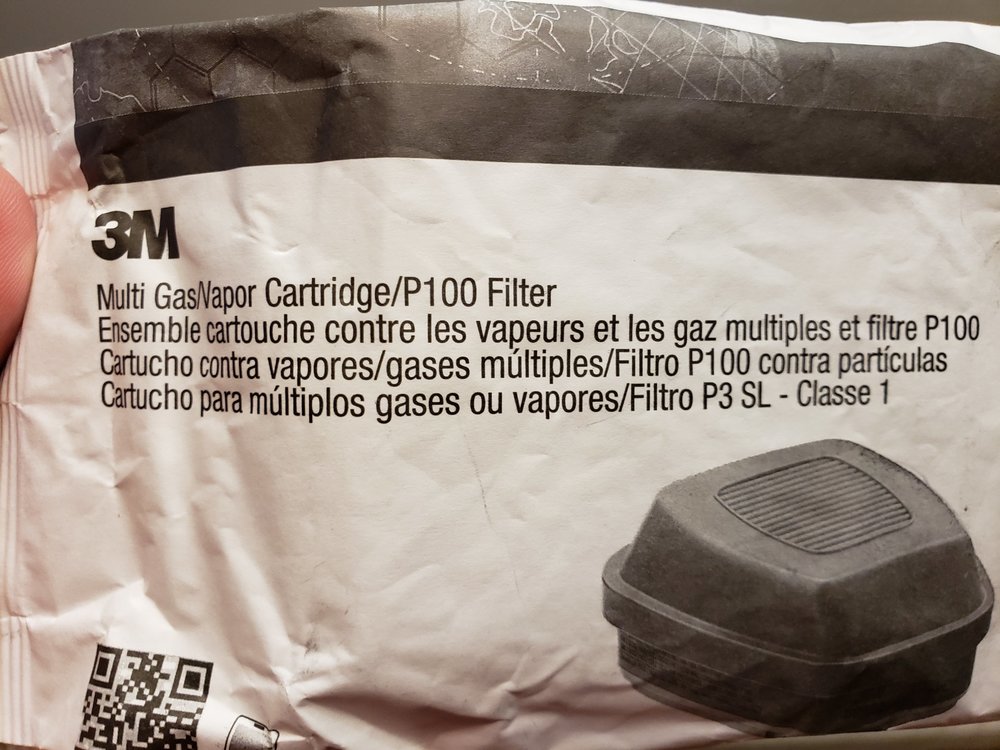 3M
Multi Gas/Vapor Cartridge/P100 Filter
Ensemble cartouche contre les vapeurs et les gaz multiples et filtre P100
Cartucho contra vapores/gases múltiples/Filtro P100 contra partículas
Cartucho para múltiplos gases ou vapores/Filtro P3 SL - Classe 1